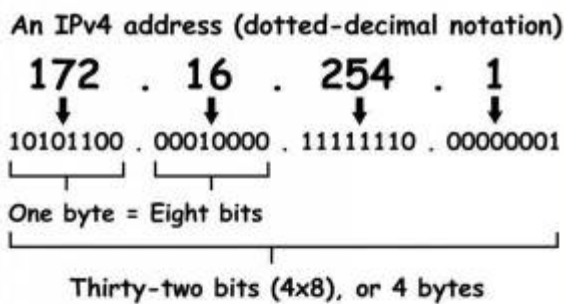 An IPv4 address (dotted-decimal notation)
172 . 16 . 254 . 1
10101100 . 00010000 . 11111110 . 00000001
One byte = Eight bits
Thirty-two bits (4x8), or 4 bytes